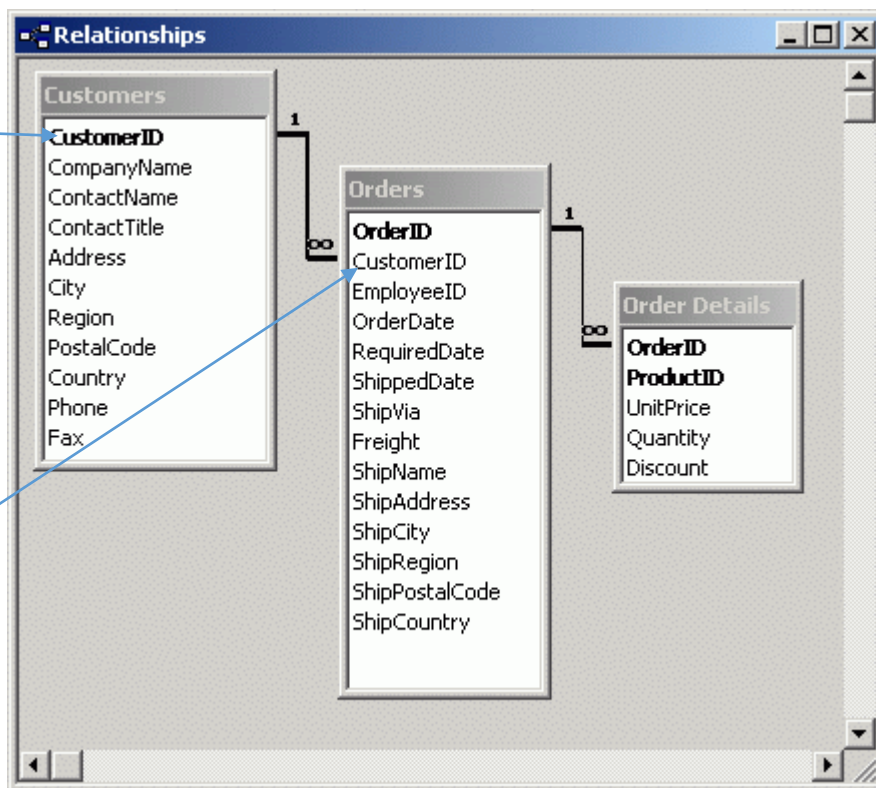 Relationships
Customers
CustomerID
CompanyName
ContactName
ContactTitle
Address
City
Region
PostalCode
Country
Phone
Fax
1
∞
Orders
OrderID
CustomerID
EmployeeID
OrderDate
RequiredDate
ShippedDate
ShipVia
Freight
ShipName
ShipAddress
ShipCity
ShipRegion
ShipPostalCode
ShipCountry
1
∞
Order Details
OrderID
ProductID
UnitPrice
Quantity
Discount